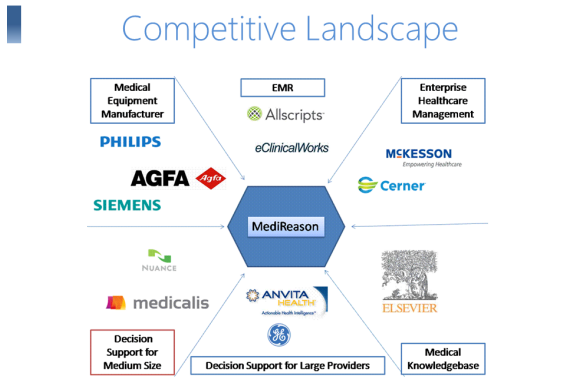 Competitive Landscape
Medical
Equipment
Manufacturer
EMR
Enterprise
Healthcare
Management
Allscripts
PHILIPS
eClinicalWorks
MCKESSON
Empowering Healthcare
AGFA
Agfa
Cerner
SIEMENS
MediReason
NUANCE
medicalis
ANVITA
HEALTH
Actionable Health Intelligence
ELSEVIER
GE
Decision
Support for
Medium Size
Decision Support for Large Providers
Medical
Knowledgebase